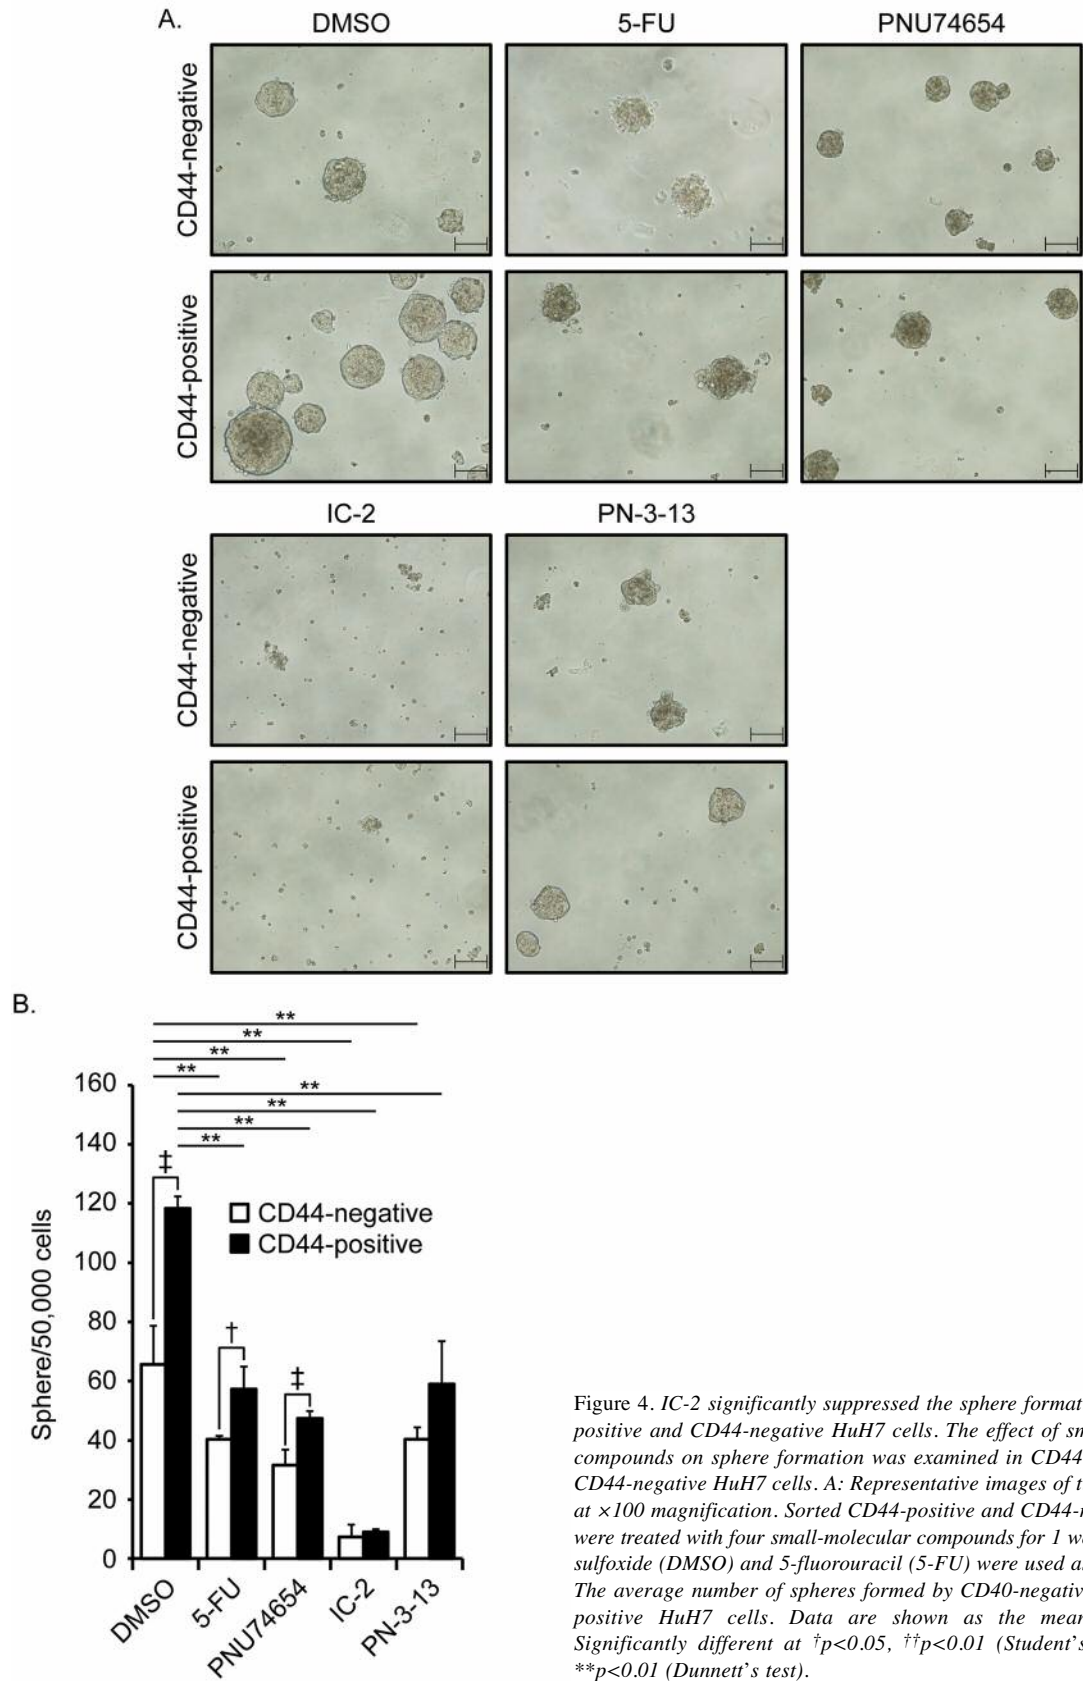 A.
DMSO 5-FU PNU74654
CD44-negative
CD44-positive
IC-2 PN-3-13
CD44-negative
CD44-positive
B.
**
**
**
**
**
**
**
**
160
140
120
100
80
60
40
20
0
Sphere/50,000 cells
‡
†
‡
CD44-negative
CD44-positive
DMSO
5-FU
PNU74654
IC-2
PN-3-13
Figure 4. IC-2 significantly suppressed the sphere format
positive and CD44-negative HuH7 cells. The effect of sm
compounds on sphere formation was examined in CD44
CD44-negative HuH7 cells. A: Representative images of t
at ×100 magnification. Sorted CD44-positive and CD44-n
were treated with four small-molecular compounds for 1 we
sulfoxide (DMSO) and 5-fluorouracil (5-FU) were used a
The average number of spheres formed by CD40-negativ
positive HuH7 cells. Data are shown as the mean
Significantly different at †p<0.05, ††p<0.01 (Student's
**p<0.01 (Dunnett's test).